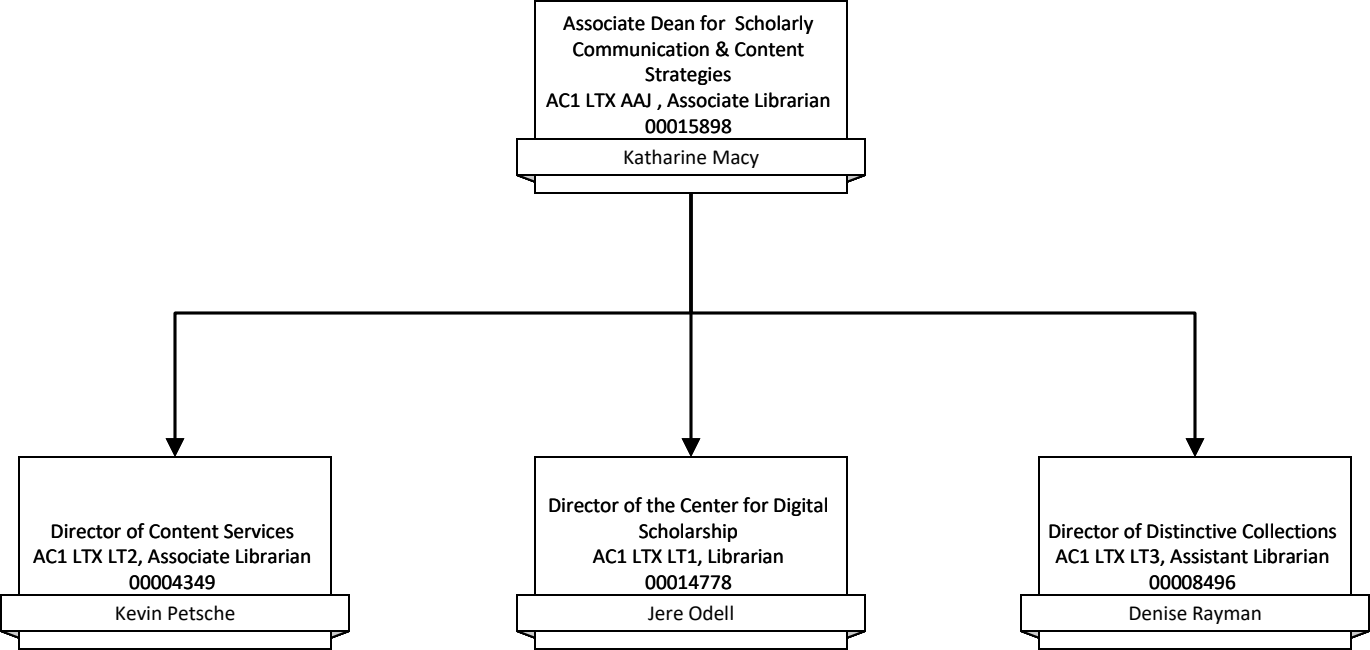 Associate Dean for  Scholarly
Communication & Content
Strategies
AC1 LTX AAJ , Associate Librarian
00015898
Katharine Macy
Director of Content Services
AC1 LTX LT2, Associate Librarian
00004349
Kevin Petsche
Director of the Center for Digital
Scholarship
AC1 LTX LT1, Librarian
00014778
Jere Odell
Director of Distinctive Collections
AC1 LTX LT3, Assistant Librarian
00008496
Denise Rayman